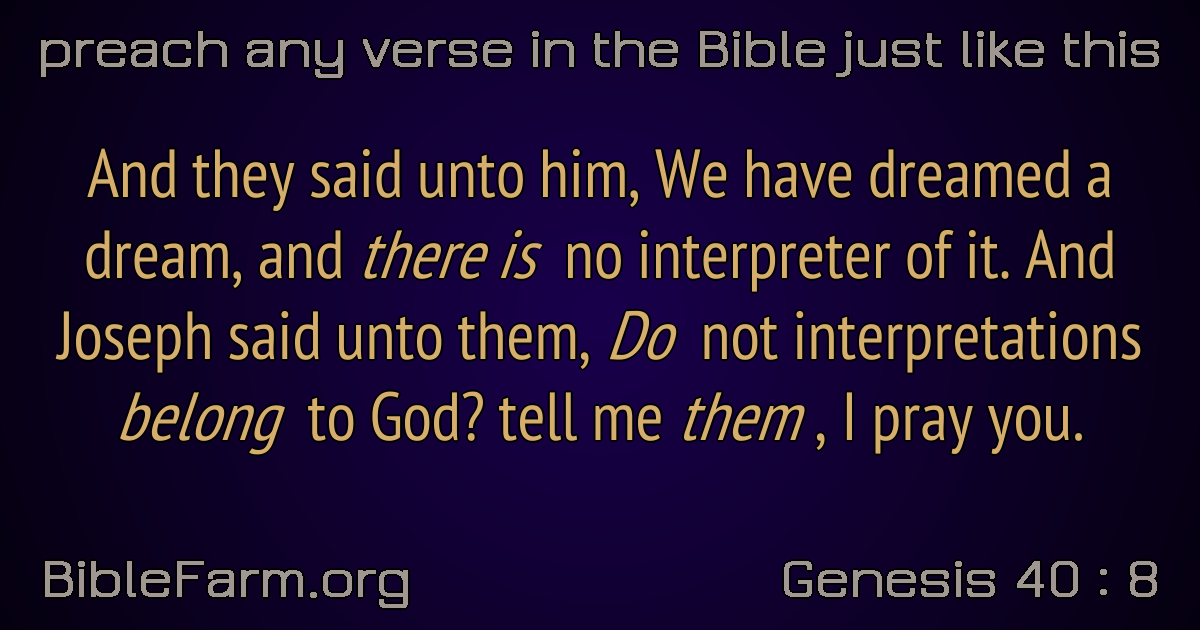 preach any verse in the Bible just like this
And they said unto him, We have dreamed a
dream, and there is no interpreter of it. And
Joseph said unto them, Do not interpretations
belong to God? tell me them , I pray you.
BibleFarm.org
Genesis 40 : 8